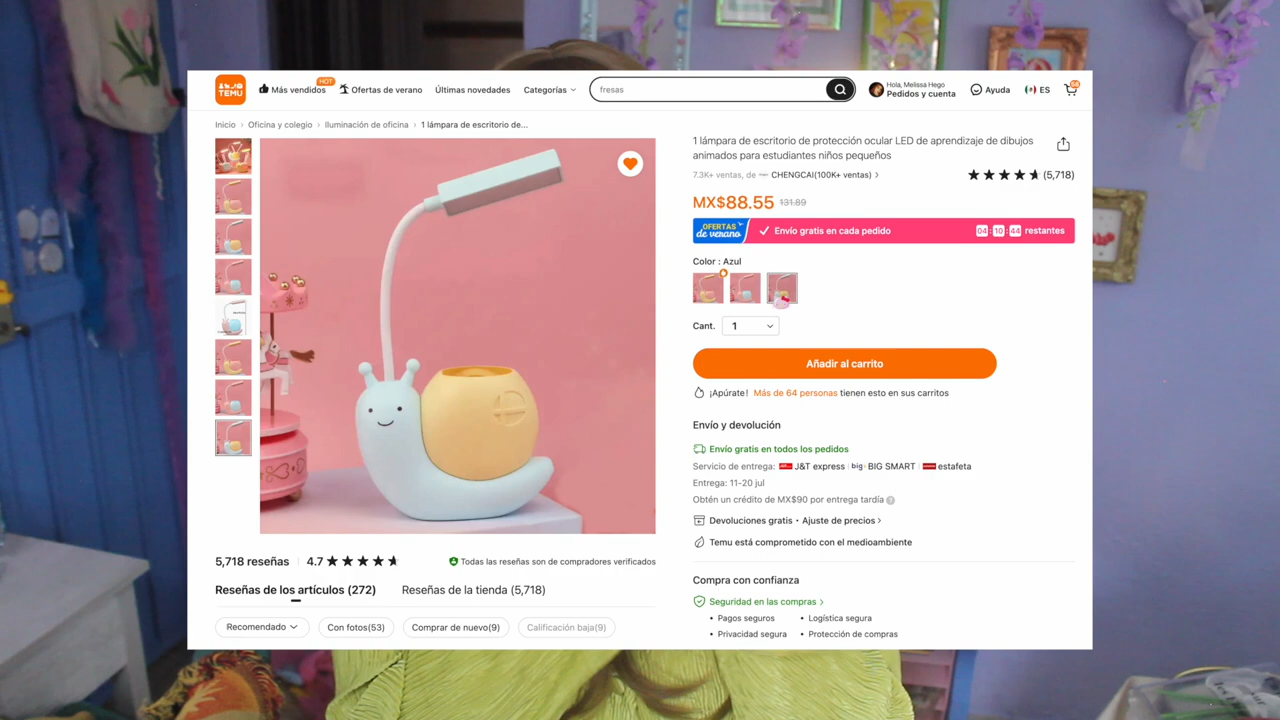 TEMU
Más vendidos
HOT
Ofertas de verano
Últimas novedades
Categorías
fresas
Hola, Melissa Hego
Pedidos y cuenta
Ayuda
ES
Inicio › Oficina y colegio › Iluminación de oficina › 1 lámpara de escritorio de...
1 lámpara de escritorio de protección ocular LED de aprendizaje de dibujos
animados para estudiantes niños pequeños
7.3K+ ventas, de CHENGCAI(100K+ ventas) ›
(5,718)
MX$88.55 131.89
OFERTAS
de verano
Envío gratis en cada pedido
04 : 10 : 44 restantes
Color : Azul
Cant. 1
Añadir al carrito
¡Apúrate! Más de 64 personas tienen esto en sus carritos
Envío y devolución
Envío gratis en todos los pedidos
Servicio de entrega: J&T express big BIG SMART estafeta
Entrega: 11-20 jul
Obtén un crédito de MX$90 por entrega tardía ?
Devoluciones gratis • Ajuste de precios ›
Temu está comprometido con el medioambiente
Compra con confianza
Seguridad en las compras ›
• Pagos seguros
• Logística segura
• Privacidad segura
• Protección de compras
5,718 reseñas
4.7
Todas las reseñas son de compradores verificados
Reseñas de los artículos (272)
Reseñas de la tienda (5,718)
Recomendado
Con fotos(53)
Comprar de nuevo(9)
Calificación baja(9)